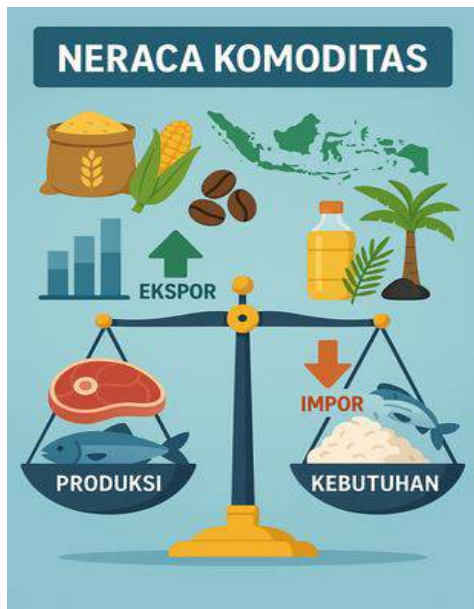 NERACA KOMODITAS
EKSPOR
IMPOR
PRODUKSI
KEBUTUHAN